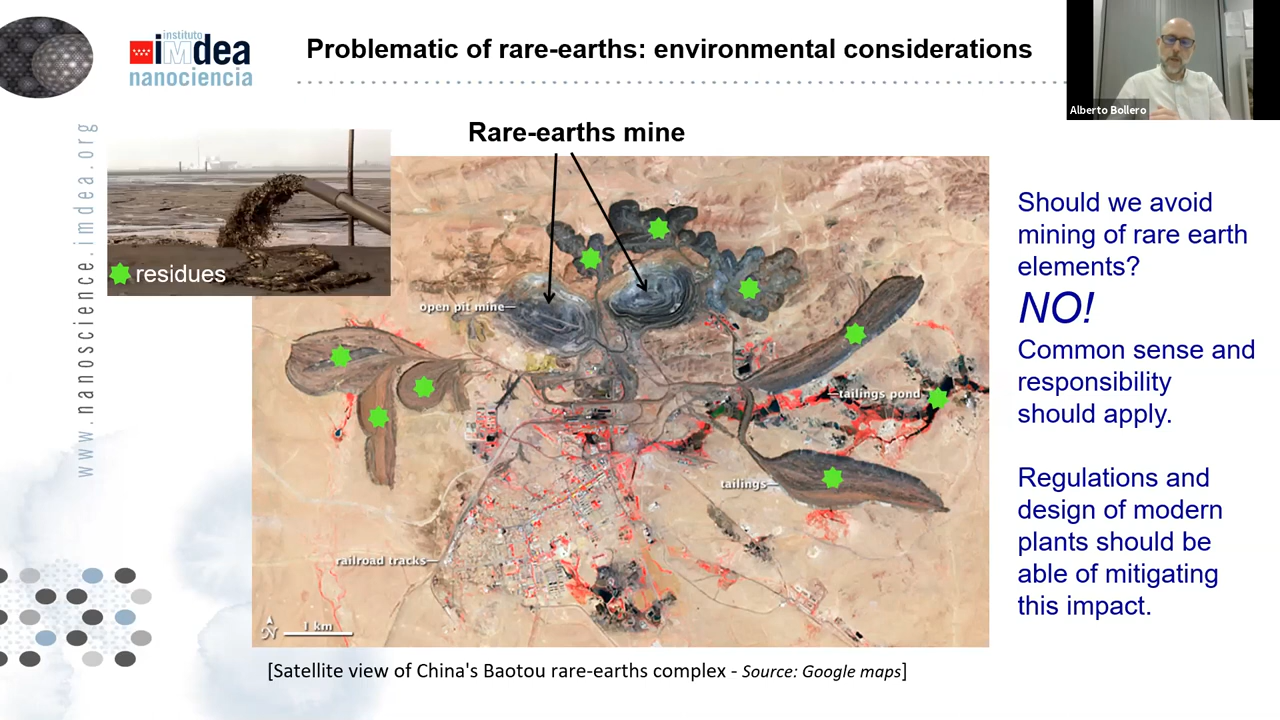 instituto
imdea
nanociencia
Problematic of rare-earths: environmental considerations
Alberto Bollero
www.nanoscience.imdea.org
Rare-earths mine
residues
open pit mine
tailings pond
tailings
railroad tracks
N
1 km
Should we avoid
mining of rare earth
elements?
NO!
Common sense and
responsibility
should apply.
Regulations and
design of modern
plants should be
able of mitigating
this impact.
[Satellite view of China's Baotou rare-earths complex - Source: Google maps]